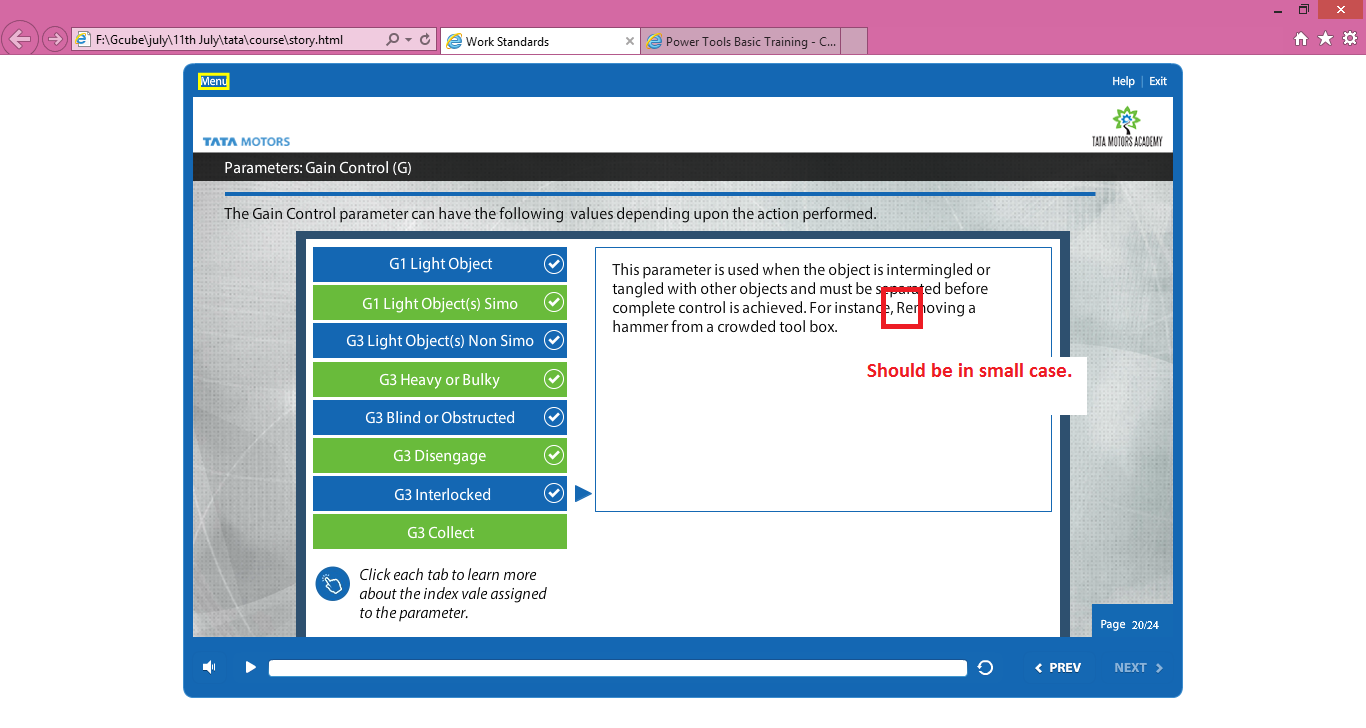 F:\Gcube\july\11th July\tata\course\story.html
Work Standards
Power Tools Basic Training - C...
Menu
Help | Exit
TATA MOTORS
TATA MOTORS ACADEMY
Parameters: Gain Control (G)
The Gain Control parameter can have the following  values depending upon the action performed.
G1 Light Object
G1 Light Object(s) Simo
G3 Light Object(s) Non Simo
G3 Heavy or Bulky
G3 Blind or Obstructed
G3 Disengage
G3 Interlocked
G3 Collect
This parameter is used when the object is intermingled or
tangled with other objects and must be separated before
complete control is achieved. For instance, Removing a
hammer from a crowded tool box.
Should be in small case.
Click each tab to learn more
about the index vale assigned
to the parameter.
Page 20/24
PREV
NEXT